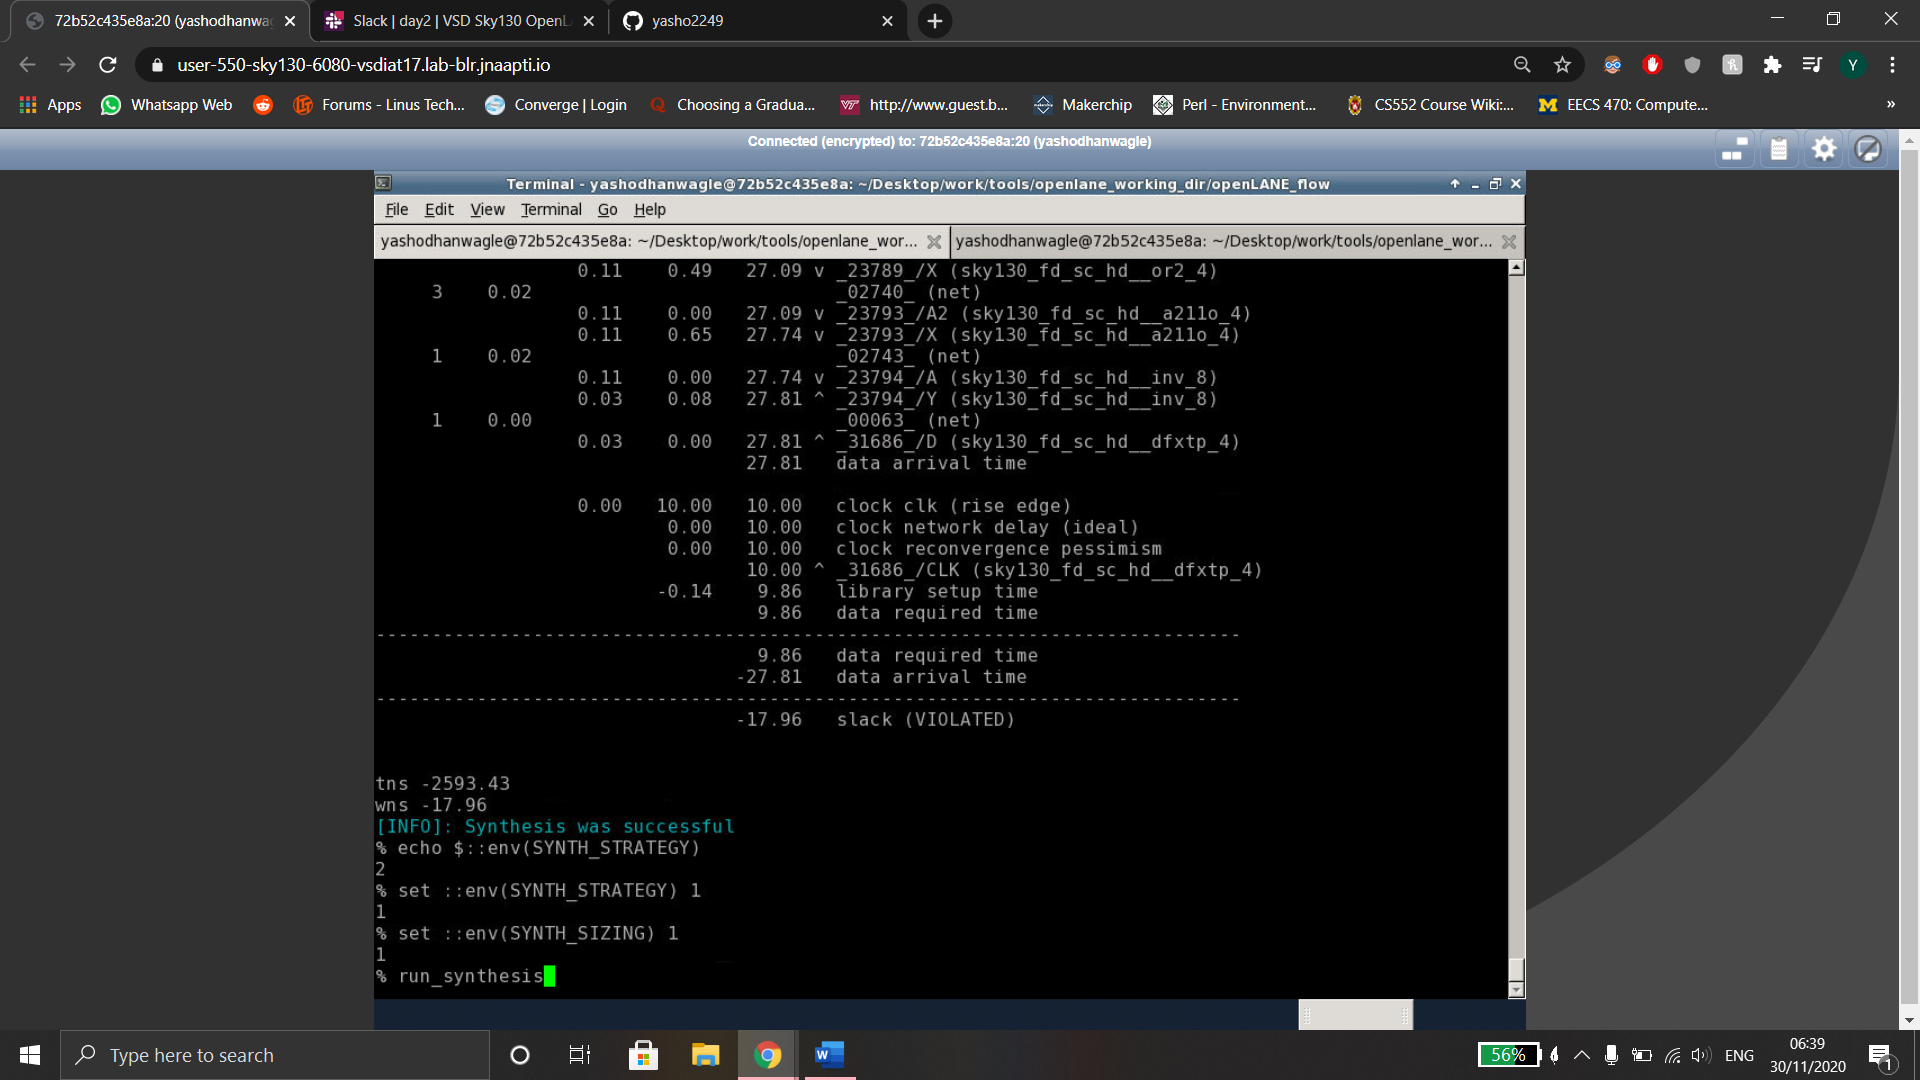 72b52c435e8a:20 (yashodhanwag
Slack | day2 | VSD Sky130 OpenL
yasho2249
user-550-sky130-6080-vsdiat17.lab-blr.jnaapti.io
Y
Apps
Whatsapp Web
Forums - Linus Tech...
Converge | Login
Choosing a Gradua...
http://www.guest.b...
Makerchip
Perl - Environment...
CS552 Course Wiki:...
EECS 470: Compute...
»
Connected (encrypted) to: 72b52c435e8a:20 (yashodhanwagle)
Terminal - yashodhanwagle@72b52c435e8a: ~/Desktop/work/tools/openlane_working_dir/openLANE_flow
File Edit View Terminal Go Help
yashodhanwagle@72b52c435e8a: ~/Desktop/work/tools/openlane_wor...
yashodhanwagle@72b52c435e8a: ~/Desktop/work/tools/openlane_wor...
0.11 0.49 27.09 v _23789_/X (sky130_fd_sc_hd__or2_4)
3 0.02 _02740_ (net)
0.11 0.00 27.09 v _23793_/A2 (sky130_fd_sc_hd__a211o_4)
0.11 0.65 27.74 v _23793_/X (sky130_fd_sc_hd__a211o_4)
1 0.02 _02743_ (net)
0.11 0.00 27.74 v _23794_/A (sky130_fd_sc_hd__inv_8)
0.03 0.08 27.81 ^ _23794_/Y (sky130_fd_sc_hd__inv_8)
1 0.00 _00063_ (net)
0.03 0.00 27.81 ^ _31686_/D (sky130_fd_sc_hd__dfxtp_4)
27.81 data arrival time
0.00 10.00 10.00 clock clk (rise edge)
0.00 10.00 clock network delay (ideal)
0.00 10.00 clock reconvergence pessimism
10.00 ^ _31686_/CLK (sky130_fd_sc_hd__dfxtp_4)
-0.14 9.86 library setup time
9.86 data required time
-----------------------------------------------------------------------------
9.86 data required time
-27.81 data arrival time
-----------------------------------------------------------------------------
-17.96 slack (VIOLATED)
tns -2593.43
wns -17.96
[INFO]: Synthesis was successful
% echo $::env(SYNTH_STRATEGY)
2
% set ::env(SYNTH_STRATEGY) 1
1
% set ::env(SYNTH_SIZING) 1
1
% run_synthesis
Type here to search
56%
ENG
06:39
30/11/2020
1